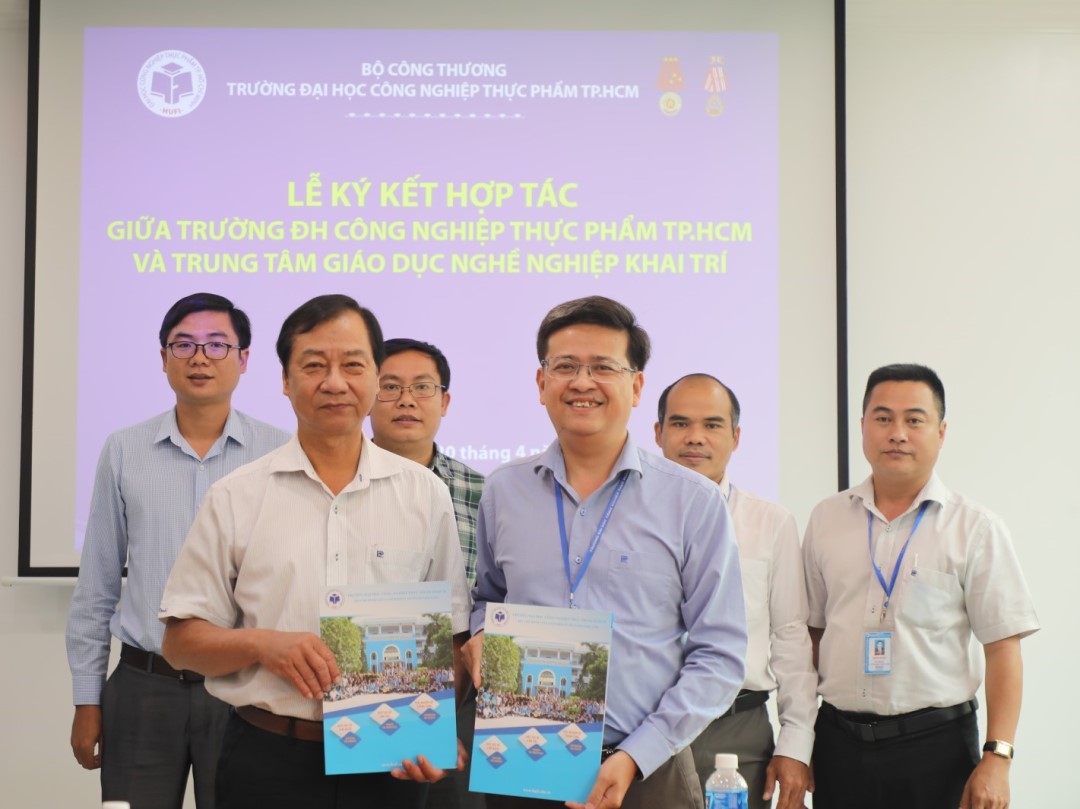 BỘ CÔNG THƯƠNG
TRƯỜNG ĐẠI HỌC CÔNG NGHIỆP THỰC PHẨM TP.HCM
HUFI
LỄ KÝ KẾT HỢP TÁC
GIỮA TRƯỜNG ĐH CÔNG NGHIỆP THỰC PHẨM TP.HCM
VÀ TRUNG TÂM GIÁO DỤC NGHỀ NGHIỆP KHAI TRÍ
tháng 4